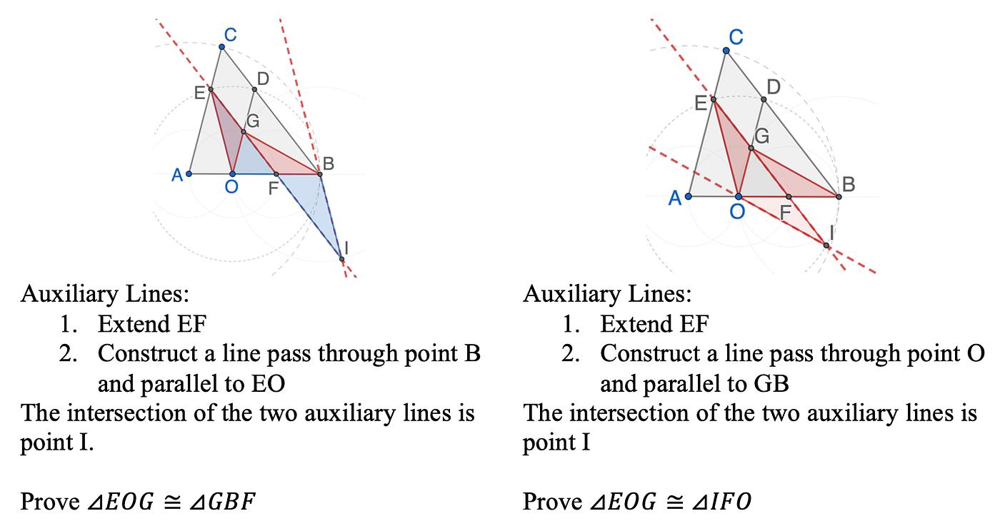 C
D
E
G
A
O
F
B
I
Auxiliary Lines:
1. Extend EF
2. Construct a line pass through point B
and parallel to EO
The intersection of the two auxiliary lines is
point I.
Prove ⊿EOG ≅ ⊿GBF
C
D
E
G
A
O
F
B
I
Auxiliary Lines:
1. Extend EF
2. Construct a line pass through point O
and parallel to GB
The intersection of the two auxiliary lines is
point I
Prove ⊿EOG ≅ ⊿IFO